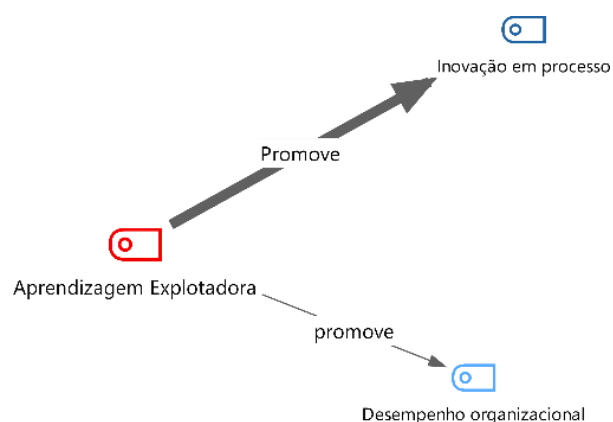 Inovação em processo
Promove
Aprendizagem Explotadora
promove
Desempenho organizacional